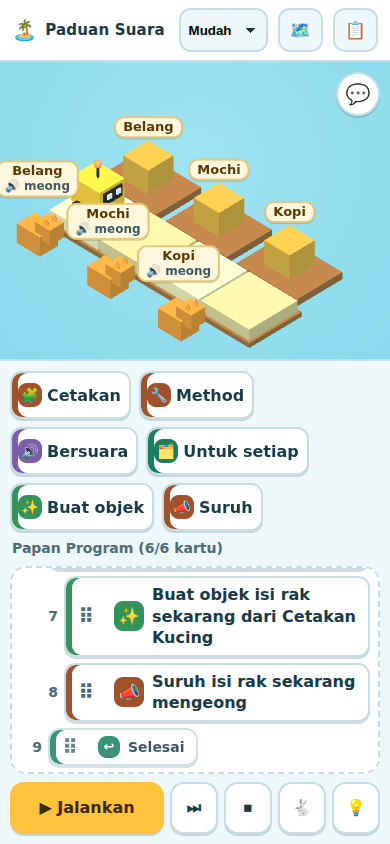 Paduan Suara
Mudah
Belang
Mochi
Kopi
Belang
🔊 meong
Mochi
🔊 meong
Kopi
🔊 meong
Cetakan
Method
Bersuara
Untuk setiap
Buat objek
Suruh
Papan Program (6/6 kartu)
7
Buat objek isi rak
sekarang dari Cetakan
Kucing
8
Suruh isi rak sekarang
mengeong
9
Selesai
▶ Jalankan